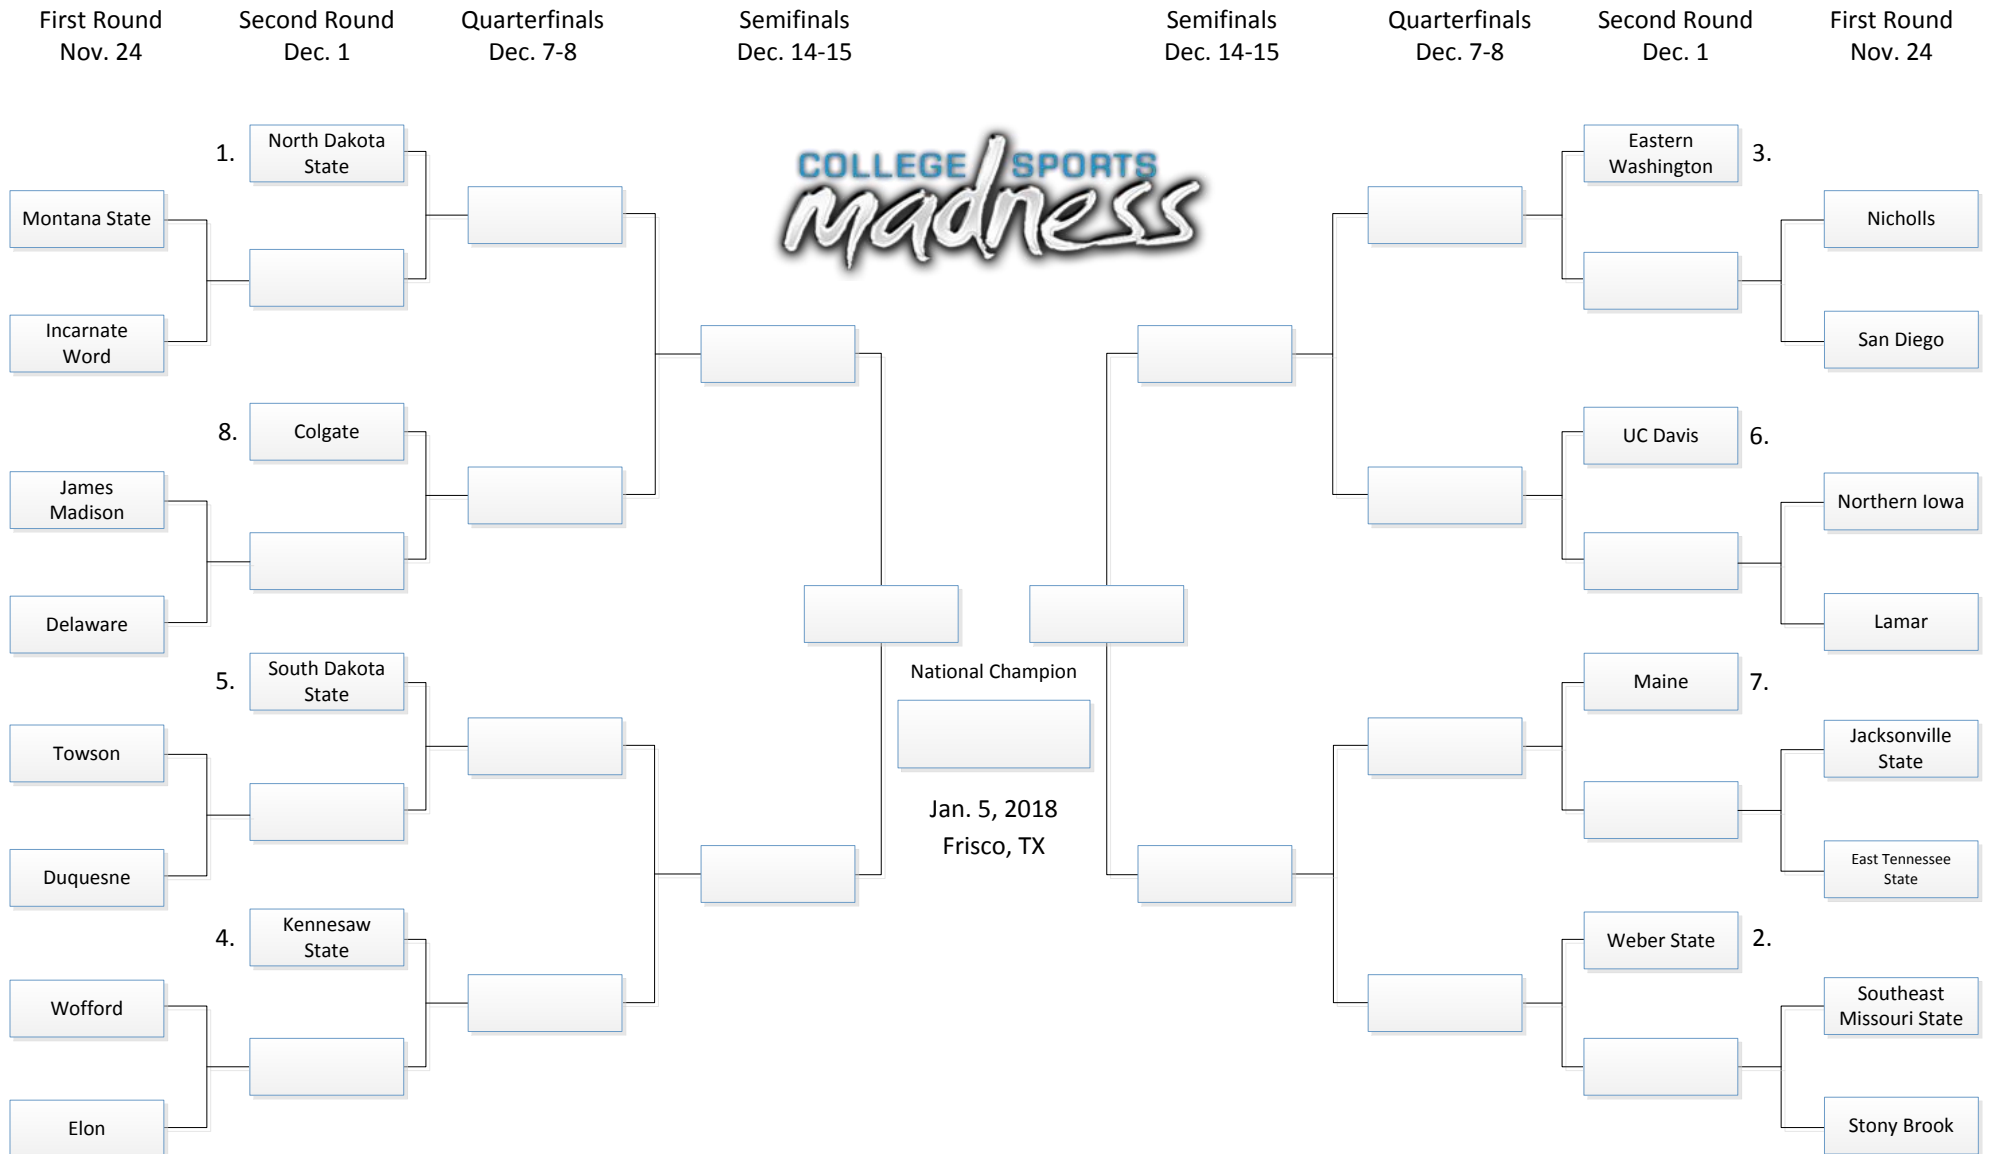 First Round
Nov. 24
Second Round
Dec. 1
Quarterfinals
Dec. 7-8
Semifinals
Dec. 14-15
Semifinals
Dec. 14-15
Quarterfinals
Dec. 7-8
Second Round
Dec. 1
First Round
Nov. 24
COLLEGE SPORTS
madness
1.
North Dakota
State
Montana State
Incarnate
Word
8.
Colgate
James
Madison
Delaware
5.
South Dakota
State
Towson
Duquesne
4.
Kennesaw
State
Wofford
Elon
National Champion
Jan. 5, 2018
Frisco, TX
Eastern
Washington
3.
Nicholls
San Diego
UC Davis
6.
Northern Iowa
Lamar
Maine
7.
Jacksonville
State
East Tennessee
State
Weber State
2.
Southeast
Missouri State
Stony Brook